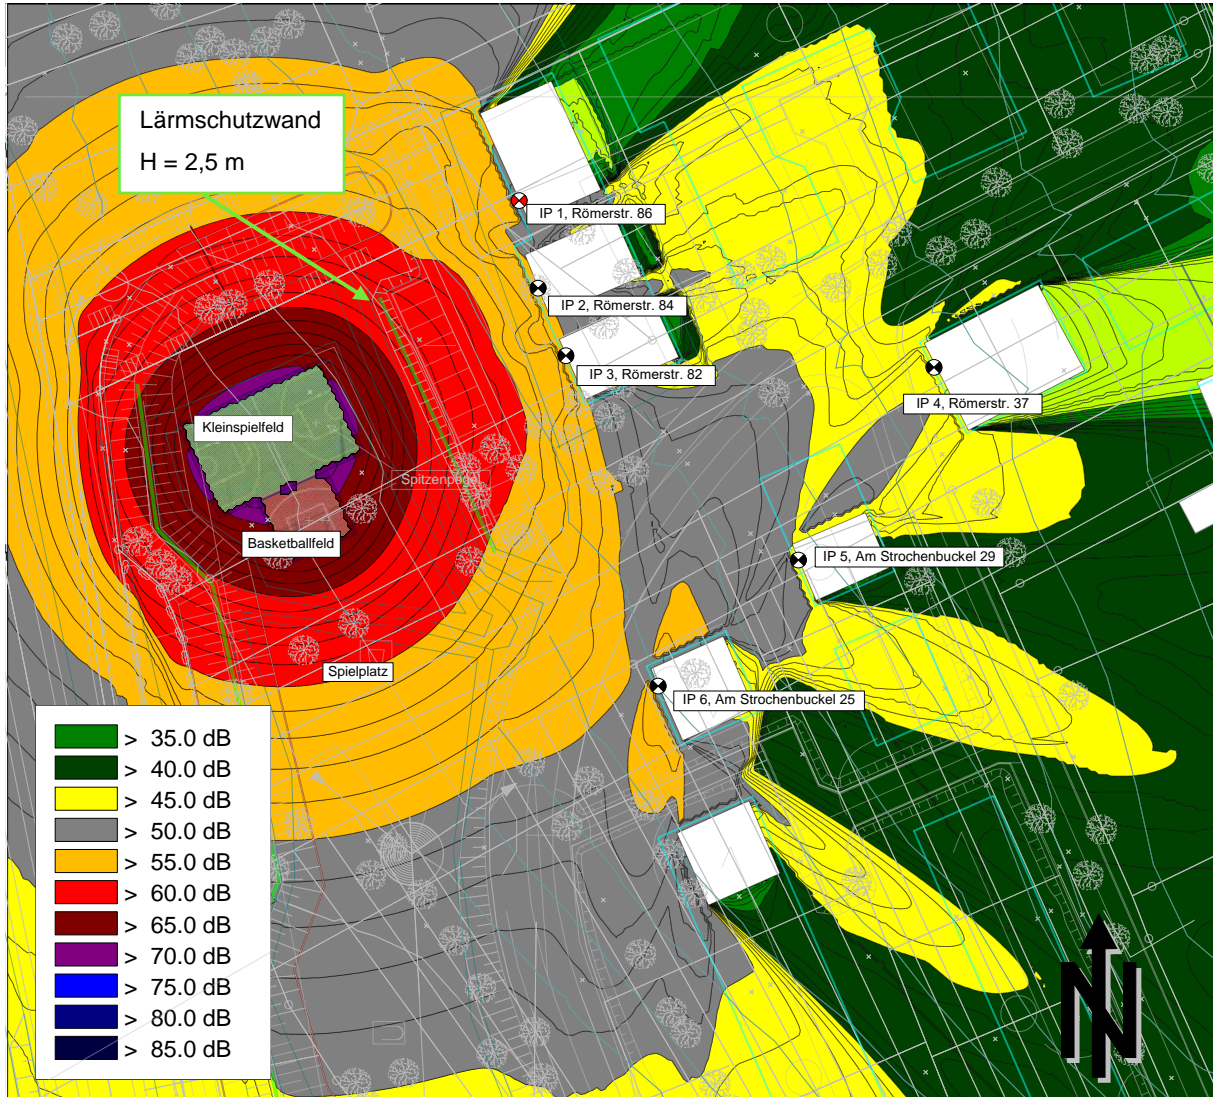 Lärmschutzwand
H = 2,5 m
IP 1, Römerstr. 86
IP 2, Römerstr. 84
IP 3, Römerstr. 82
IP 4, Römerstr. 37
Kleinspielfeld
Spitzenpegel
Basketballfeld
IP 5, Am Strochenbuckel 29
Spielplatz
IP 6, Am Strochenbuckel 25
> 35.0 dB
> 40.0 dB
> 45.0 dB
> 50.0 dB
> 55.0 dB
> 60.0 dB
> 65.0 dB
> 70.0 dB
> 75.0 dB
> 80.0 dB
> 85.0 dB
N